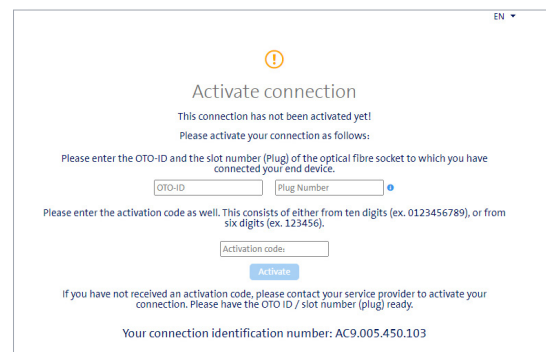 EN
Activate connection
This connection has not been activated yet!
Please activate your connection as follows:
Please enter the OTO-ID and the slot number (Plug) of the optical fibre socket to which you have
connected your end device.
OTO-ID Plug Number
Please enter the activation code as well. This consists of either from ten digits (ex. 0123456789), or from
six digits (ex. 123456).
Activation code:
Activate
If you have not received an activation code, please contact your service provider to activate your
connection. Please have the OTO ID / slot number (plug) ready.
Your connection identification number: AC9.005.450.103